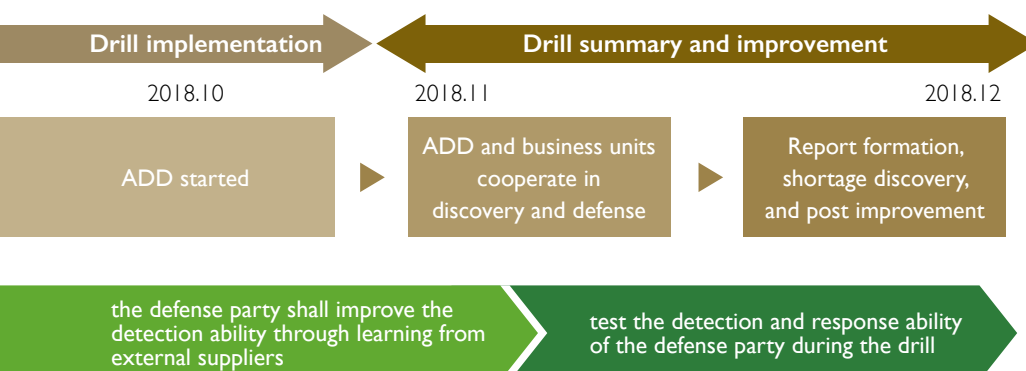 Drill implementation
Drill summary and improvement
2018.10
2018.11
2018.12
ADD started
ADD and business units
cooperate in
discovery and defense
Report formation,
shortage discovery,
and post improvement
the defense party shall improve the
detection ability through learning from
external suppliers
test the detection and response ability
of the defense party during the drill